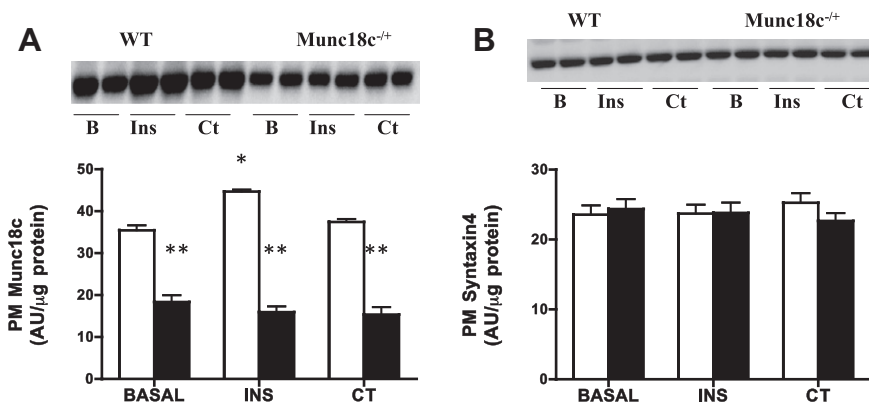 A
WT Munc18c-/+
B Ins Ct B Ins Ct
PM Munc18c
(AU/µg protein)
50
40
30
20
10
0
*
** ** **
BASAL INS CT
B
WT Munc18c-/+
B Ins Ct B Ins Ct
PM Syntaxin4
(AU/µg protein)
30
20
10
0
BASAL INS CT